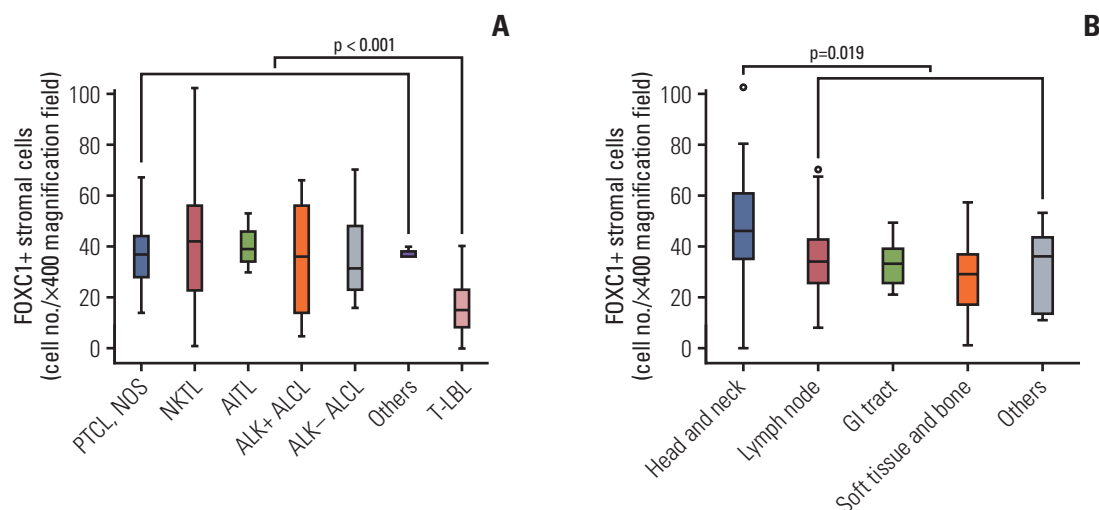 A
p < 0.001
FOXC1+ stromal cells
(cell no./×400 magnification field)
100
80
60
40
20
0
PTCL, NOS
NKTL
AITL
ALK+ ALCL
ALK– ALCL
Others
T-LBL
B
p=0.019
FOXC1+ stromal cells
(cell no./×400 magnification field)
100
80
60
40
20
0
Head and neck
Lymph node
GI tract
Soft tissue and bone
Others